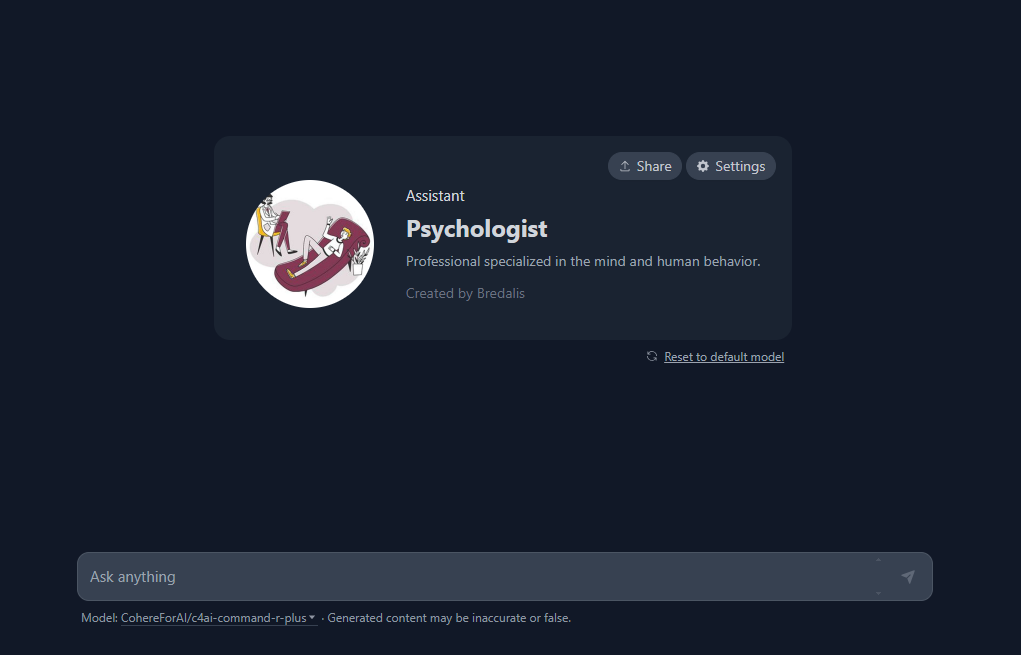 Share
Settings
Assistant
Psychologist
Professional specialized in the mind and human behavior.
Created by Bredalis
Reset to default model
Ask anything
Model: CohereForAI/c4ai-command-r-plus · Generated content may be inaccurate or false.